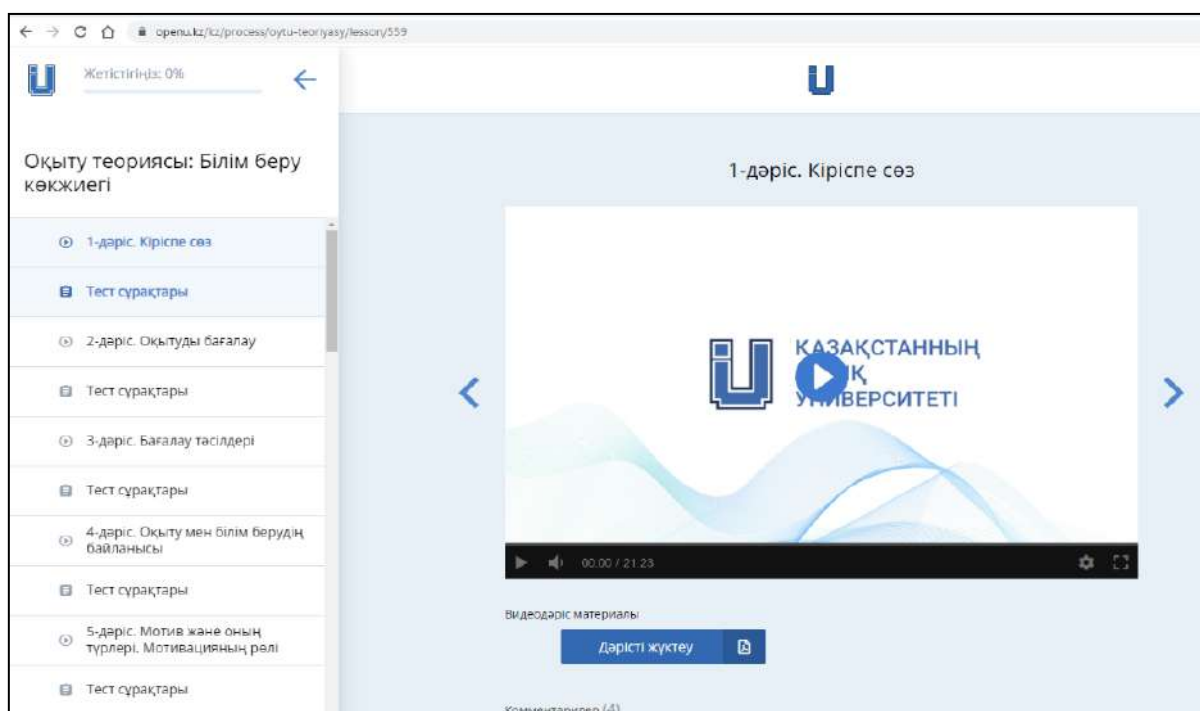 openu.kz/kz/process/oytu-teoriyasy/lesson/559
Жетістігіңіз: 0%
Оқыту теориясы: Білім беру
көкжиегі
1-дәріс. Кіріспе сөз
Тест сұрақтары
2-дәріс. Оқытуды бағалау
Тест сұрақтары
3-дәріс. Бағалау тәсілдері
Тест сұрақтары
4-дәріс. Оқыту мен білім берудің
байланысы
Тест сұрақтары
5-дәріс. Мотив және оның
түрлері. Мотивацияның рөлі
Тест сұрақтары
1-дәріс. Кіріспе сөз
ҚАЗАҚСТАННЫҢ
УНИВЕРСИТЕТІ
00:00 / 21:23
Видеодәріс материалы
Дәрісті жүктеу
Комментарилер (4)